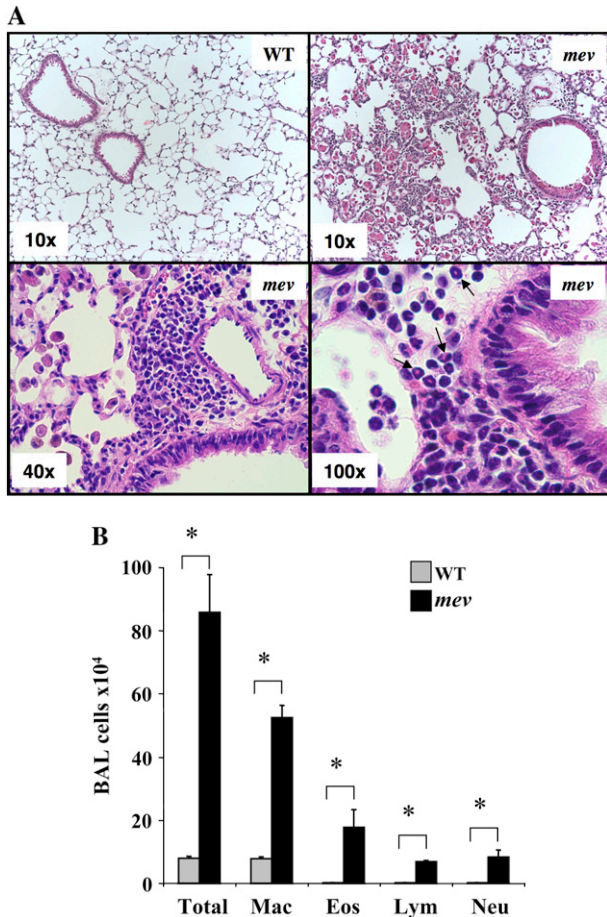 A
WT
mev
10x
10x
mev
mev
40x
100x
B
*
WT
mev
100
80
60
40
20
0
*
*
*
*
BAL cells x10⁴
Total Mac Eos Lym Neu